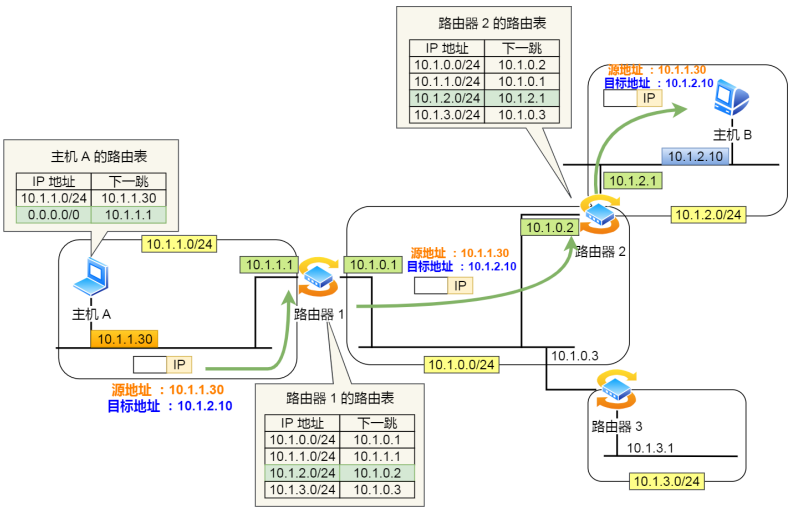 路由器 2 的路由表
IP 地址 下一跳
10.1.0.0/24 10.1.0.2
10.1.1.0/24 10.1.0.1
10.1.2.0/24 10.1.2.1
10.1.3.0/24 10.1.0.3
源地址 ：10.1.1.30
目标地址 ：10.1.2.10
IP
主机 B
10.1.2.10
10.1.2.1
10.1.2.0/24
主机 A 的路由表
IP 地址 下一跳
10.1.1.0/24 10.1.1.30
0.0.0.0/0 10.1.1.1
10.1.1.0/24
10.1.1.1
10.1.0.1
主机 A
10.1.1.30
路由器 1
IP
源地址 ：10.1.1.30
目标地址 ：10.1.2.10
源地址 ：10.1.1.30
目标地址 ：10.1.2.10
IP
10.1.0.2
路由器 2
10.1.0.0/24
10.1.0.3
路由器 1 的路由表
IP 地址 下一跳
10.1.0.0/24 10.1.0.1
10.1.1.0/24 10.1.1.1
10.1.2.0/24 10.1.0.2
10.1.3.0/24 10.1.0.3
路由器 3
10.1.3.1
10.1.3.0/24